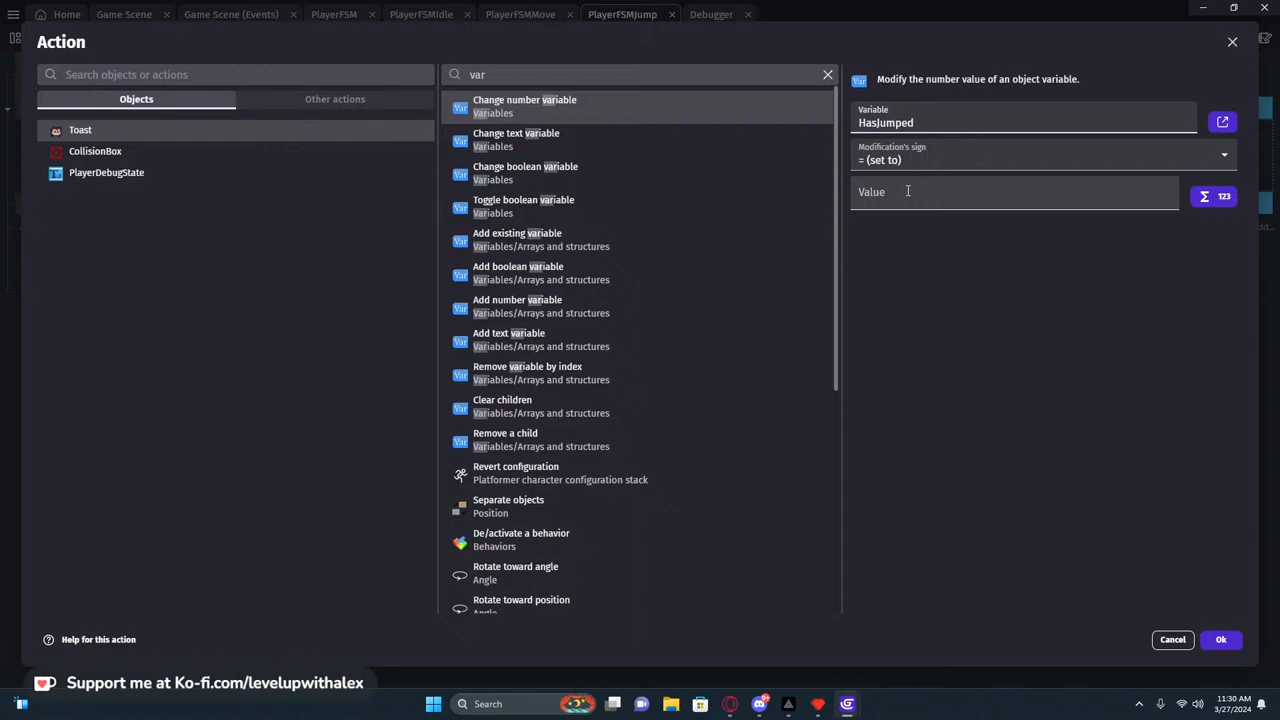 Home
Game Scene
Game Scene (Events)
PlayerFSM
PlayerFSMIdle
PlayerFSMMove
PlayerFSMJump
Debugger
Action
Search objects or actions
Objects
Other actions
Toast
CollisionBox
PlayerDebugState
var
Change number variable
Variables
Change text variable
Variables
Change boolean variable
Variables
Toggle boolean variable
Variables
Add existing variable
Variables/Arrays and structures
Add boolean variable
Variables/Arrays and structures
Add number variable
Variables/Arrays and structures
Add text variable
Variables/Arrays and structures
Remove variable by index
Variables/Arrays and structures
Clear children
Variables/Arrays and structures
Remove a child
Variables/Arrays and structures
Revert configuration
Platformer character configuration stack
Separate objects
Position
De/activate a behavior
Behaviors
Rotate toward angle
Angle
Rotate toward position
Angle
Var Modify the number value of an object variable.
Variable
HasJumped
Modification's sign
= (set to)
Value
Σ 123
Help for this action
Cancel
Ok
Support me at Ko-fi.com/levelupwithalex
Search
11:30 AM
3/27/2024